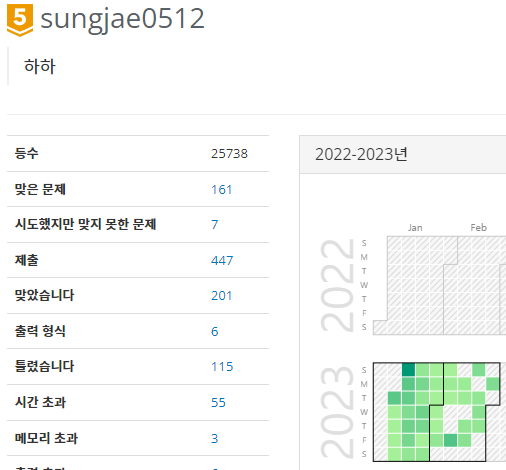 5 sungjae0512
하하
등수 25738
맞은 문제 161
시도했지만 맞지 못한 문제 7
제출 447
맞았습니다 201
출력 형식 6
틀렸습니다 115
시간 초과 55
메모리 초과 3
2022-2023년
Jan Feb
2022
S
M
T
W
T
F
S
2023
S
M
T
W
T
F
S